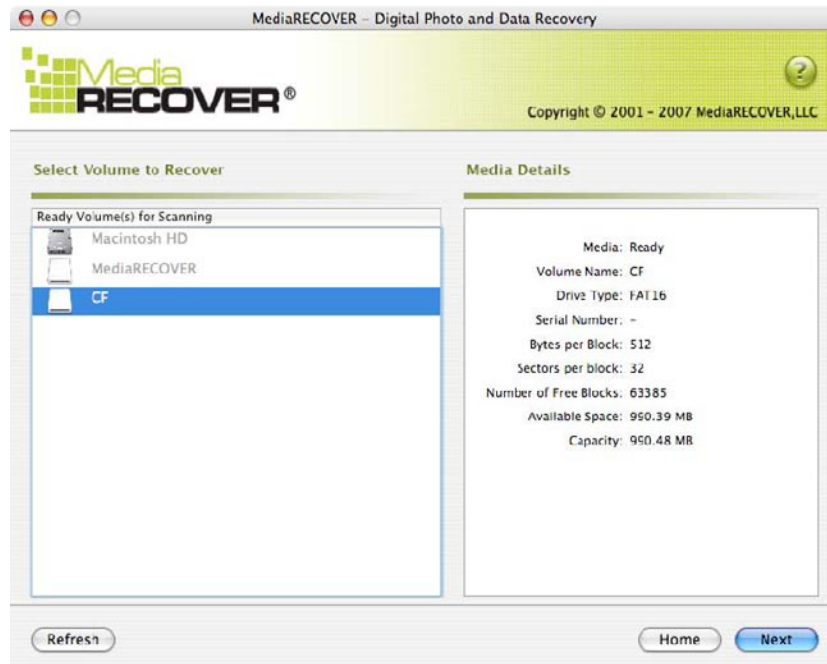 MediaRECOVER – Digital Photo and Data Recovery
Media
RECOVER®
?
Copyright © 2001 – 2007 MediaRECOVER,LLC
Select Volume to Recover
Ready Volume(s) for Scanning
Macintosh HD
MediaRECOVER
CF
Media Details
Media: Ready
Volume Name: CF
Drive Type: FAT16
Serial Number: –
Bytes per Block: 512
Sectors per block: 32
Number of Free Blocks: 63385
Available Space: 990.39 MB
Capacity: 990.48 MB
Refresh
Home
Next